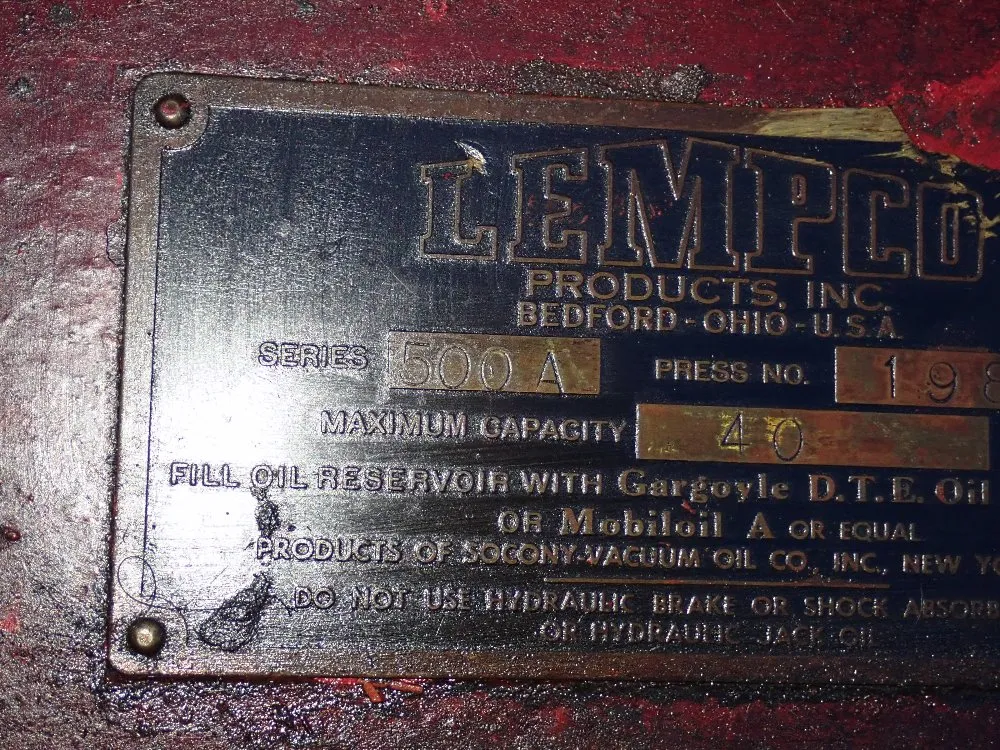 LEMPCO
PRODUCTS, INC.
BEDFORD - OHIO - U.S.A.
SERIES 500 A PRESS NO. 198
MAXIMUM CAPACITY 40
FILL OIL RESERVOIR WITH Gargoyle D.T.E. Oil
OR Mobiloil A OR EQUAL
PRODUCTS OF SOCONY-VACUUM OIL CO., INC., NEW YO
DO NOT USE HYDRAULIC BRAKE OR SHOCK ABSORB
OR HYDRAULIC JACK OIL